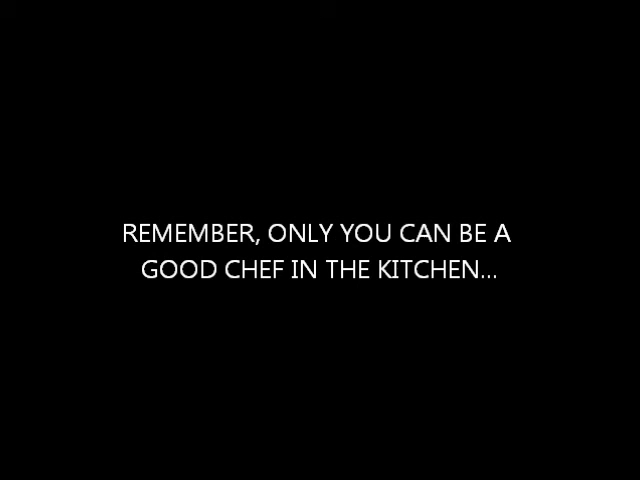 REMEMBER, ONLY YOU CAN BE A
GOOD CHEF IN THE KITCHEN...